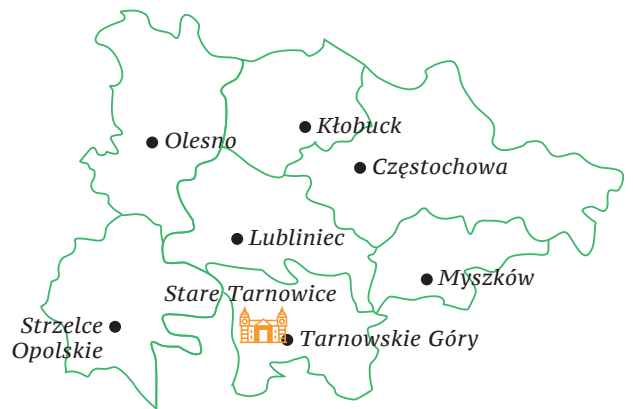 Kłobuck
Olesno
Częstochowa
Lubliniec
Myszków
Stare Tarnowice
Strzelce
Opolskie
Tarnowskie Góry